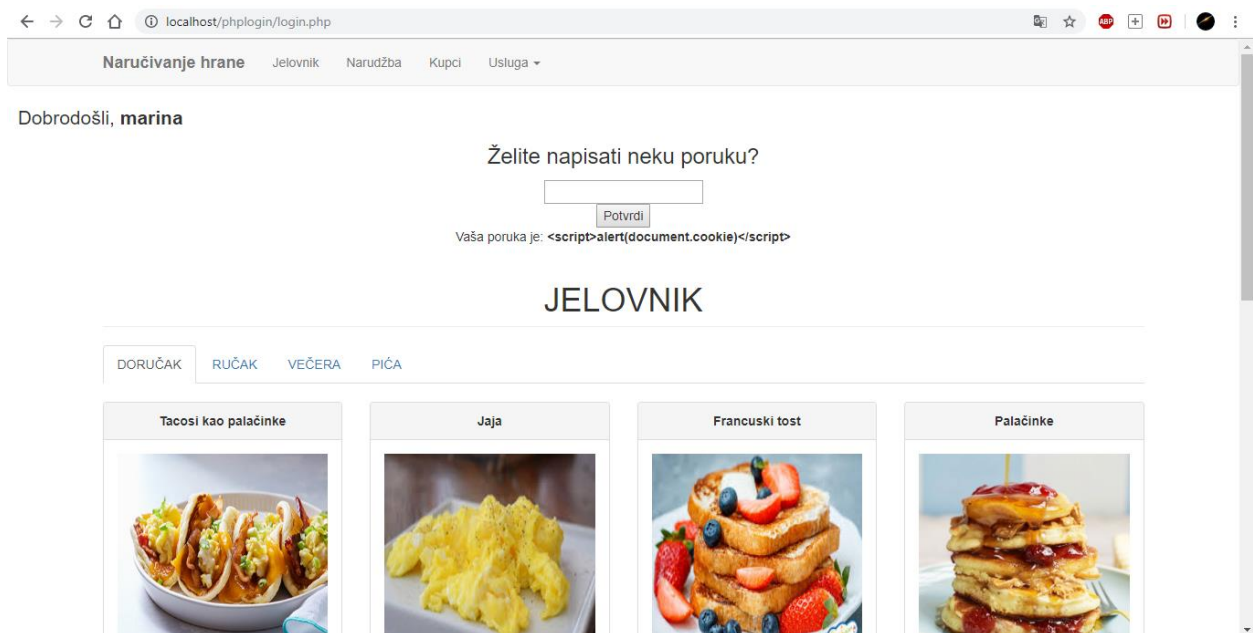 localhost/phplogin/login.php
ABP
Naručivanje hrane Jelovnik Narudžba Kupci Usluga
Dobrodošli, marina
Želite napisati neku poruku?
Potvrdi
Vaša poruka je: <script>alert(document.cookie)</script>
JELOVNIK
DORUČAK RUČAK VEČERA PIĆA
Tacosi kao palačinke Jaja Francuski tost Palačinke